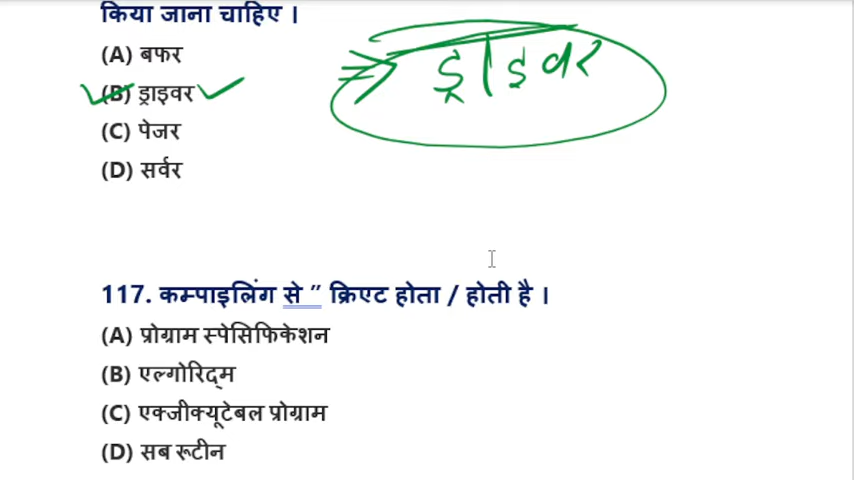 किया जाना चाहिए ।
(A) बफर
(B) ड्राइवर
ड्राइवर
(C) पेजर
(D) सर्वर
117. कम्पाइलिंग से ” क्रिएट होता / होती है ।
(A) प्रोग्राम स्पेसिफिकेशन
(B) एल्गोरिद्म
(C) एक्जीक्यूटेबल प्रोग्राम
(D) सब रूटीन